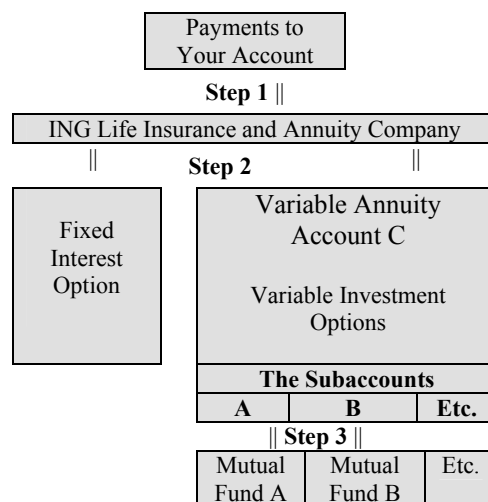 Payments to
Your Account
Step 1 ||
ING Life Insurance and Annuity Company
|| Step 2 ||
Fixed
Interest
Option
Variable Annuity
Account C
Variable Investment
Options
The Subaccounts
A B Etc.
|| Step 3 ||
Mutual Fund A
Mutual Fund B
Etc.